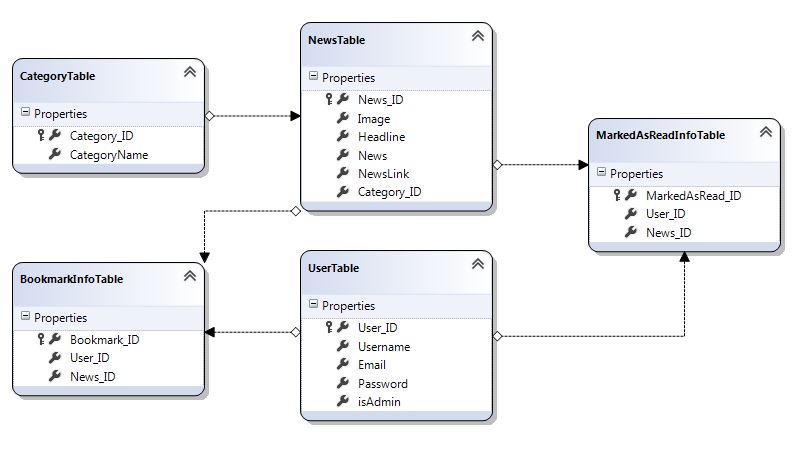 CategoryTable
Properties
Category_ID
CategoryName
NewsTable
Properties
News_ID
Image
Headline
News
NewsLink
Category_ID
MarkedAsReadInfoTable
Properties
MarkedAsRead_ID
User_ID
News_ID
BookmarkInfoTable
Properties
Bookmark_ID
User_ID
News_ID
UserTable
Properties
User_ID
Username
Email
Password
isAdmin